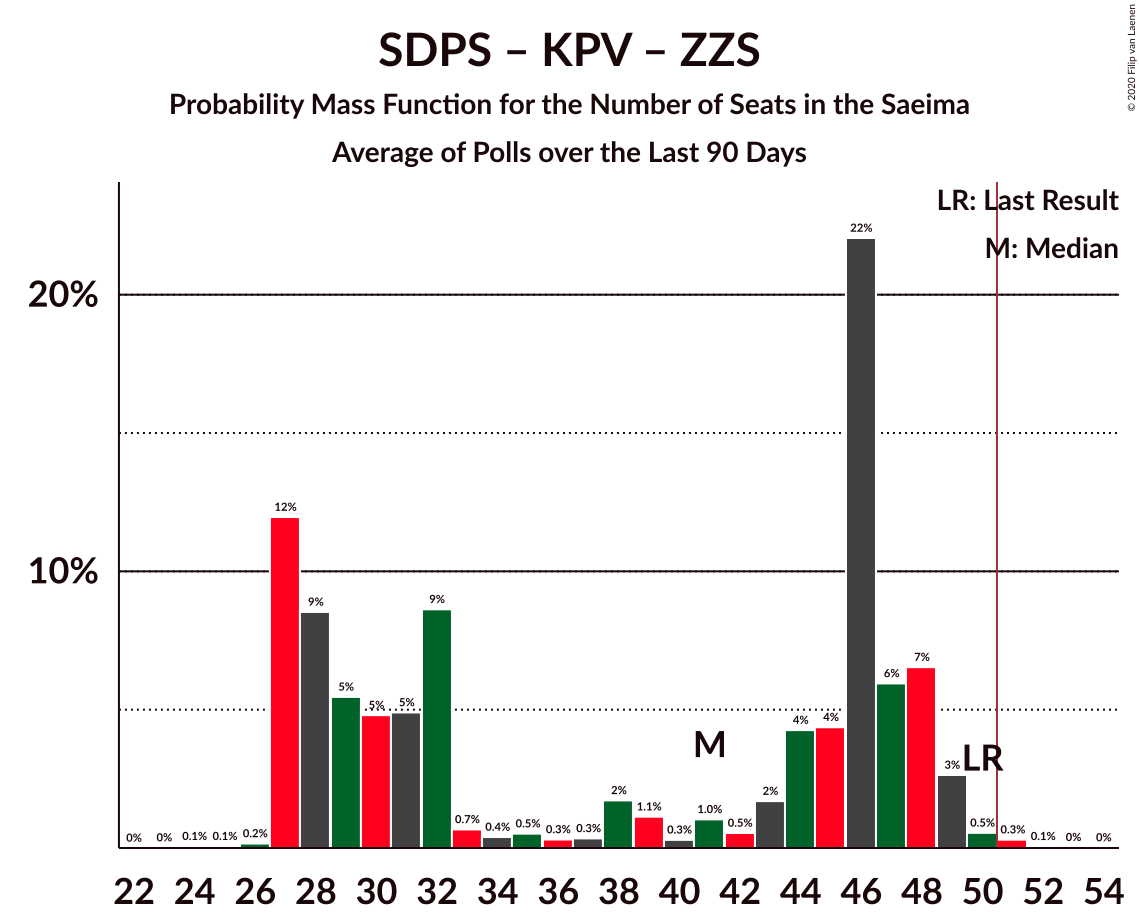 SDPS – KPV – ZZS
Probability Mass Function for the Number of Seats in the Saeima
Average of Polls over the Last 90 Days
© 2020 Filip van Laenen
LR: Last Result
M: Median
20%
10%
0% 0% 0.1% 0.1% 0.2% 12% 9% 5% 5% 5% 9% 0.7% 0.4% 0.5% 0.3% 0.3% 2% 1.1% 0.3% 1.0% 0.5% 2% 4% 4% 22% 6% 7% 3% 0.5% 0.3% 0.1% 0% 0%
M
LR
22 24 26 28 30 32 34 36 38 40 42 44 46 48 50 52 54